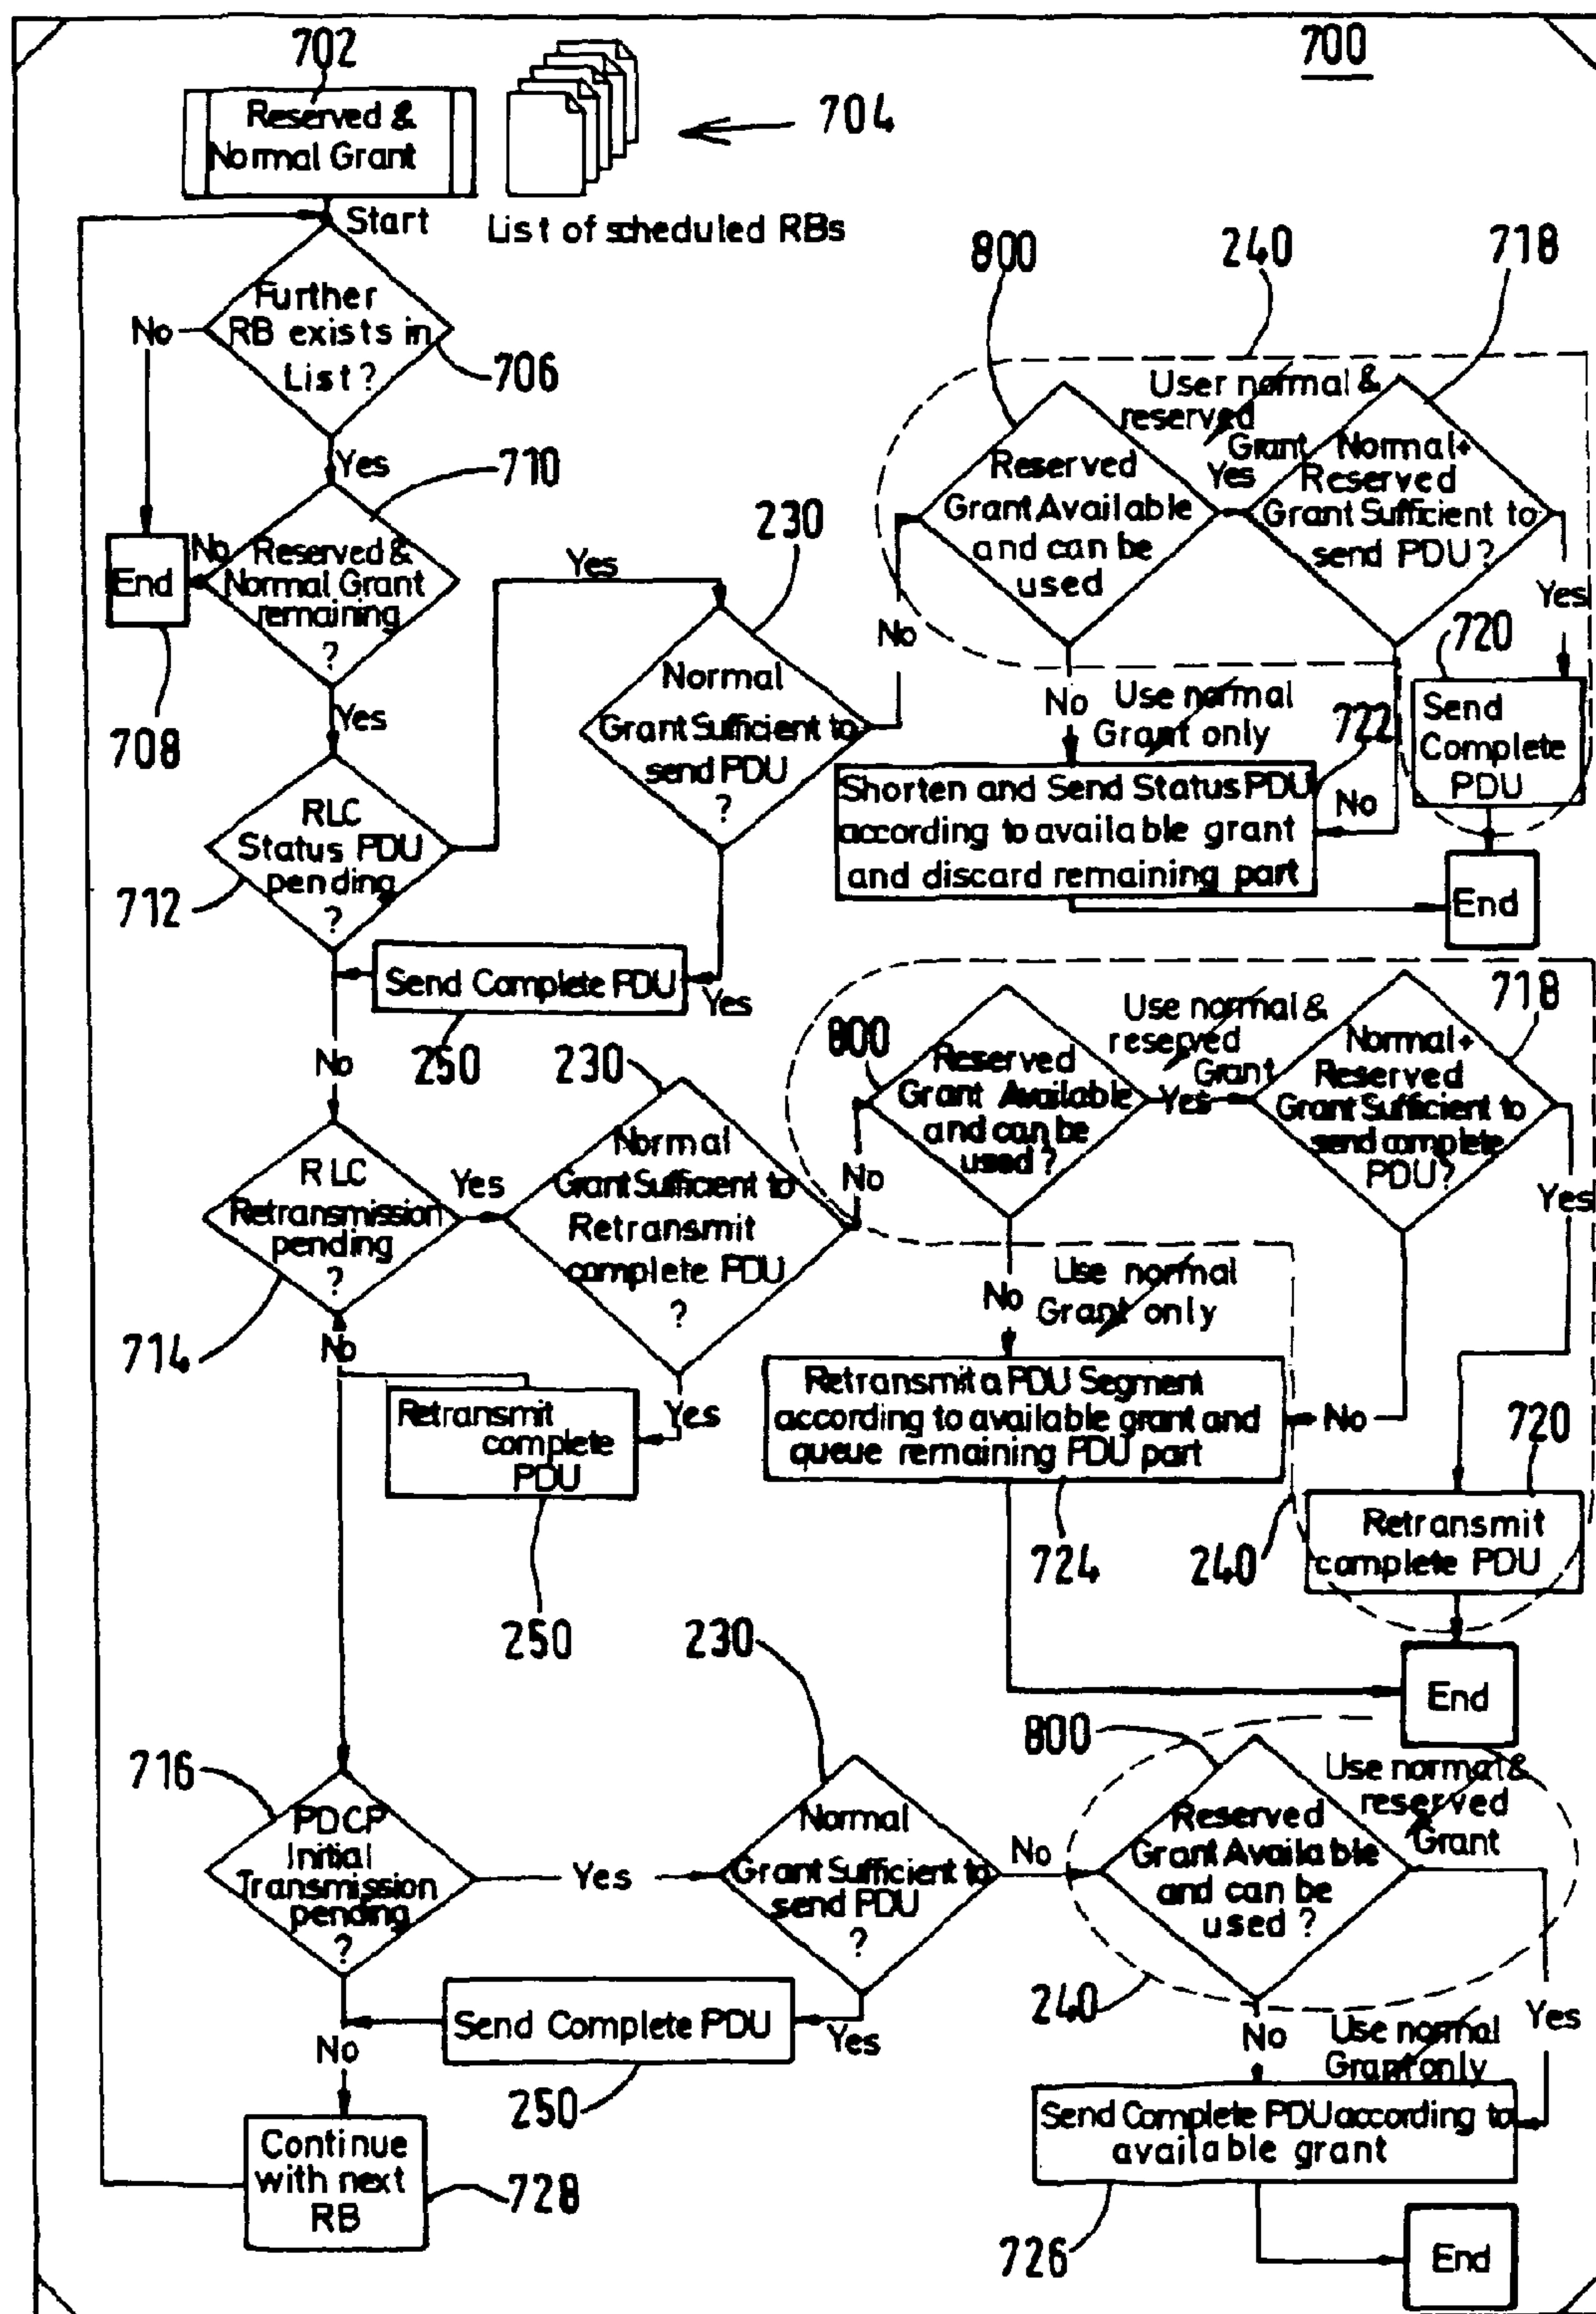 700
702
Reserved &
Normal Grant
704
List of scheduled RBs
Start
Further
RB exists in
List?
706
No
Yes
710
Reserved &
Normal Grant
remaining
?
No
End
708
Yes
RLC
Status PDU
pending
?
712
Yes
230
Normal
Grant Sufficient to
send PDU
?
No
Yes
Send Complete PDU
250
No
800
240
718
User normal &
reserved
Grant
Reserved
Grant Available
and can be
used
Yes
Normal+
Reserved
Grant Sufficient to
send PDU?
Yes
720
Send
Complete
PDU
No
Use normal
Grant only
722
No
Shorten and Send Status PDU
according to available grant
and discard remaining part
End
RLC
Retransmission
pending
?
714
Yes
230
Normal
Grant Sufficient to
Retransmit
complete PDU
?
No
Yes
Retransmit
complete
PDU
250
No
800
Reserved
Grant Available
and can be
used?
Use normal &
reserved
Grant
Yes
718
Normal+
Reserved
Grant Sufficient to
send complete
PDU?
Yes
No
Use normal
Grant only
No
Retransmit a PDU Segment
according to available grant and
queue remaining PDU part
724
240
720
Retransmit
complete PDU
End
716
PDCP
Initial
Transmission
pending
?
Yes
230
Normal
Grant Sufficient to
send PDU
?
No
Yes
Send Complete PDU
250
No
800
Reserved
Grant Available
and can be
used?
Use normal &
reserved
Grant
240
No
Use normal
Grant only
Yes
Send Complete PDU according to
available grant
726
End
Continue
with next
RB
728